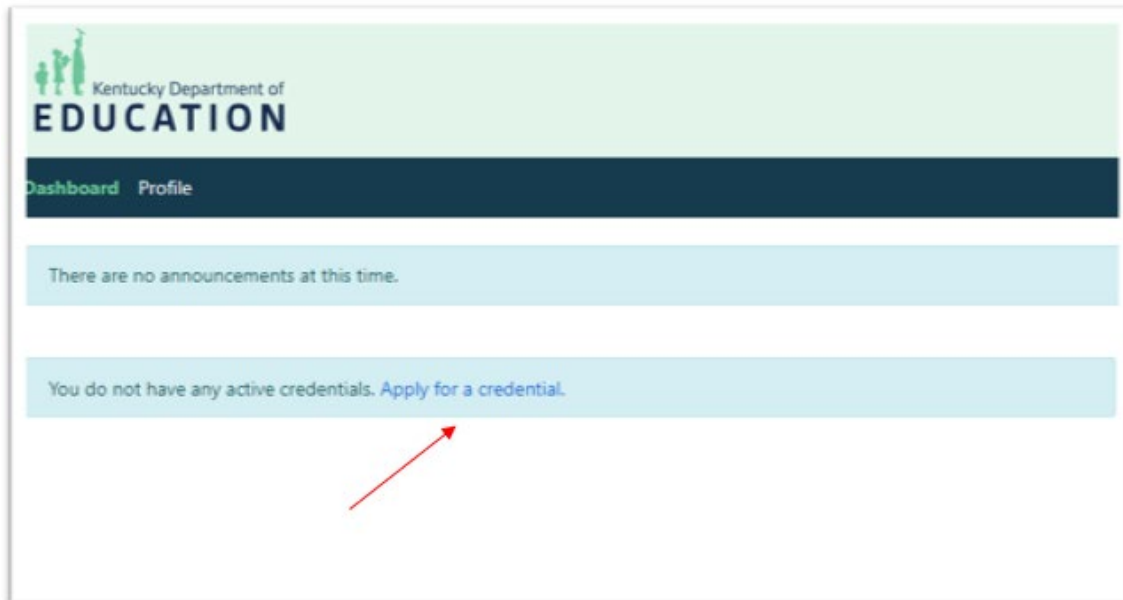 Kentucky Department of
EDUCATION
Dashboard Profile
There are no announcements at this time.
You do not have any active credentials. Apply for a credential.